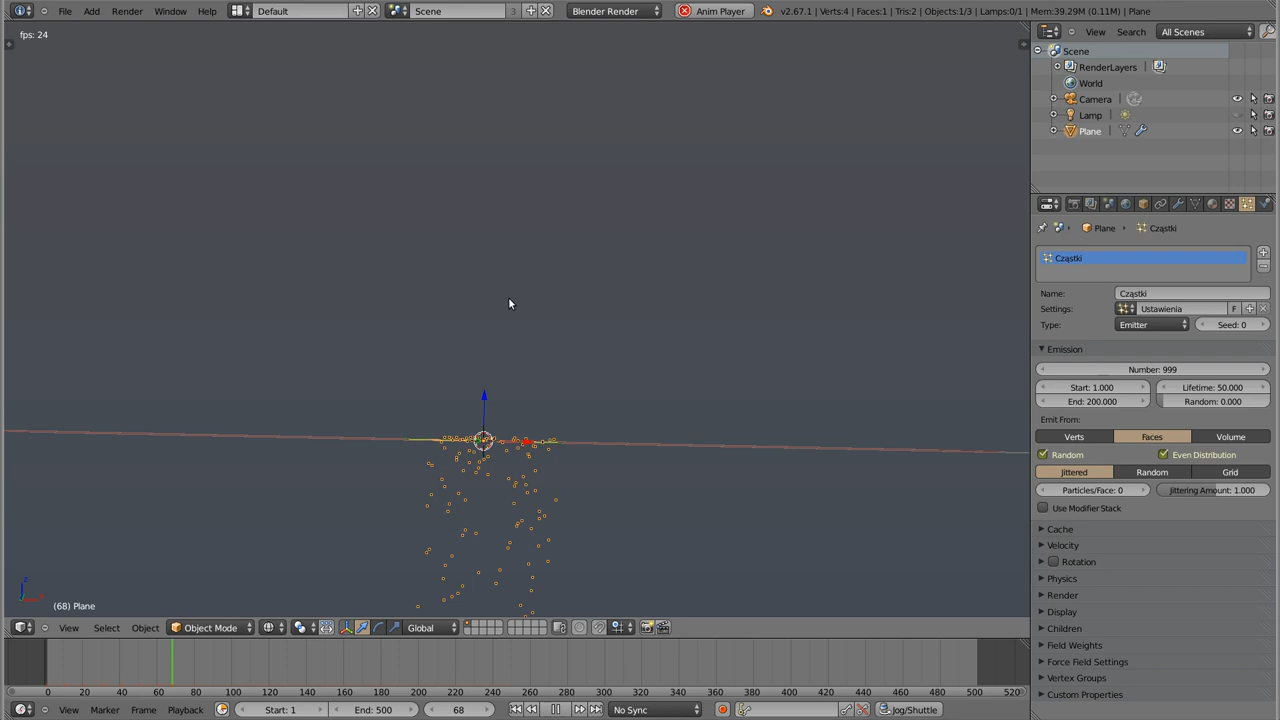 File Add Render Window Help Default Scene 3 Blender Render Anim Player v2.67.1 | Verts:4 | Faces:1 | Tris:2 | Objects:1/3 | Lamps:0/1 | Mem:39.29M (0.11M) | Plane
fps: 24
View Search All Scenes
Scene
RenderLayers
World
Camera
Lamp
Plane
Plane Cząstki
Cząstki
Name: Cząstki
Settings: Ustawienia F
Type: Emitter Seed: 0
Emission
Number: 999
Start: 1.000 Lifetime: 50.000
End: 200.000 Random: 0.000
Emit From:
Verts Faces Volume
Random Even Distribution
Jittered Random Grid
Particles/Face: 0 Jittering Amount: 1.000
Use Modifier Stack
Cache
Velocity
Rotation
Physics
Render
Display
Children
Field Weights
Force Field Settings
Vertex Groups
Custom Properties
z
(68) Plane
View Select Object Object Mode Global
0 20 40 60 80 100 120 140 160 180 200 220 240 260 280 300 320 340 360 380 400 420 440 460 480 500 520
View Marker Frame Playback Start: 1 End: 500 68 No Sync Jog/Shuttle